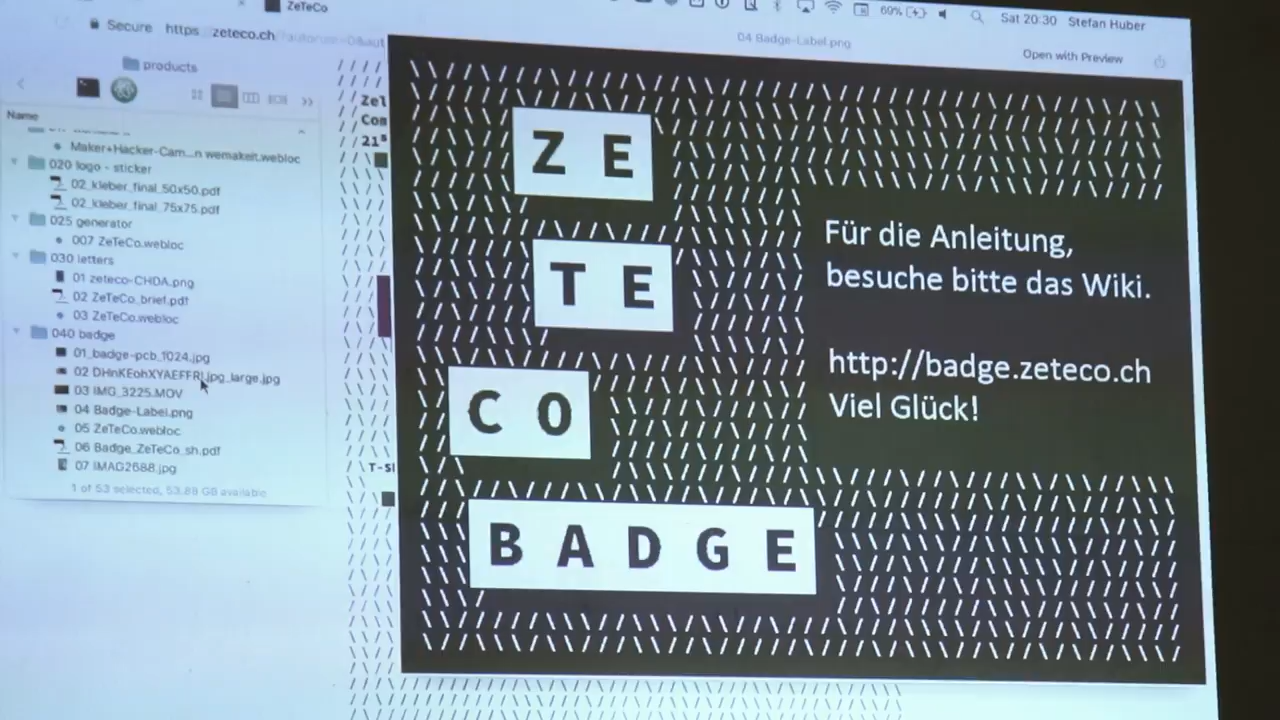 ZeTeCo
69%
Sat 20:30 Stefan Huber
Secure https zeteco.ch
04 Badge-Label.png
Open with Preview
products
Name
Maker+Hacker-Cam...n wemakeit.webloc
020 logo - sticker
02_kleber_final_50x50.pdf
02_kleber_final_75x75.pdf
025 generator
007 ZeTeCo.webloc
030 letters
01 zeteco-CHDA.png
02 ZeTeCo_brief.pdf
03 ZeTeCo.webloc
040 badge
01_badge-pcb_1024.jpg
02 DHnKEohXYAEFFRI.jpg_large.jpg
03 IMG_3225.MOV
04 Badge-Label.png
05 ZeTeCo.webloc
06 Badge_ZeTeCo_sh.pdf
07 IMAG2688.jpg
1 of 53 selected, 53.89 GB available
Zel
Com
T-Sh
Z E
T E
C O
B A D G E
Für die Anleitung,
besuche bitte das Wiki.
http://badge.zeteco.ch
Viel Glück!